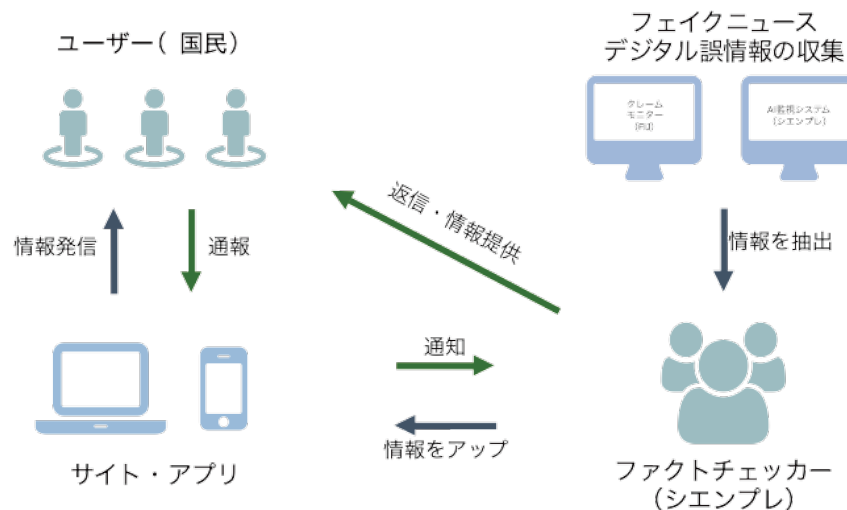 ユーザー( 国民)
フェイクニュース
デジタル誤情報の収集
クレーム
モニター
(FIJ)
AI監視システム
(シエンプレ)
返信・情報提供
情報発信
通報
情報を抽出
通知
情報をアップ
サイト・アプリ
ファクトチェッカー
(シエンプレ)